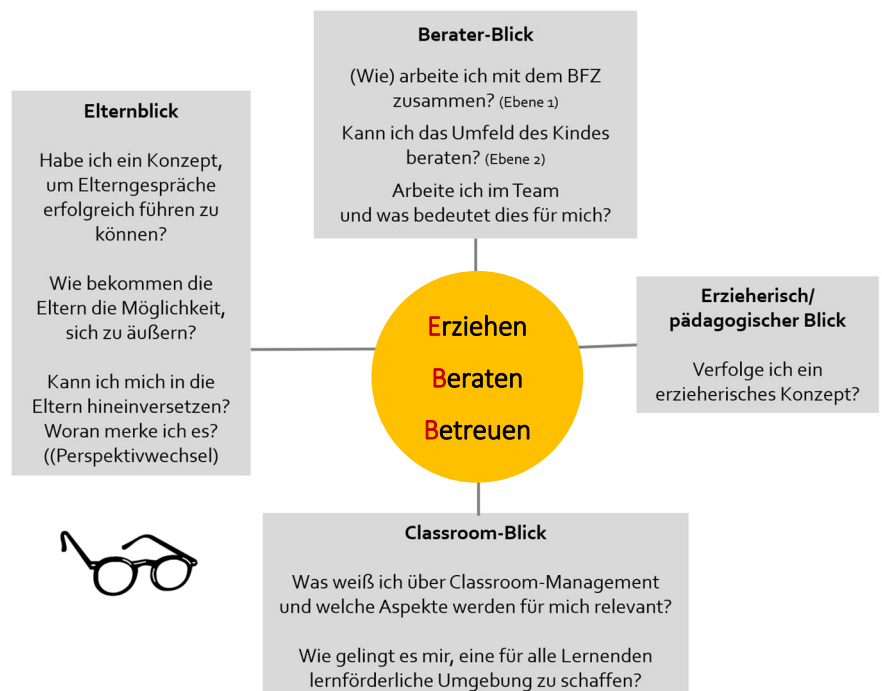 Berater-Blick
(Wie) arbeite ich mit dem BFZ
zusammen? (Ebene 1)
Kann ich das Umfeld des Kindes
beraten? (Ebene 2)
Arbeite ich im Team
und was bedeutet dies für mich?
Elternblick
Habe ich ein Konzept,
um Elterngespräche
erfolgreich führen zu
können?
Wie bekommen die
Eltern die Möglichkeit,
sich zu äußern?
Kann ich mich in die
Eltern hineinversetzen?
Woran merke ich es?
((Perspektivwechsel)
Erziehen
Beraten
Betreuen
Erzieherisch/
pädagogischer Blick
Verfolge ich ein
erzieherisches Konzept?
Classroom-Blick
Was weiß ich über Classroom-Management
und welche Aspekte werden für mich relevant?
Wie gelingt es mir, eine für alle Lernenden
lernförderliche Umgebung zu schaffen?